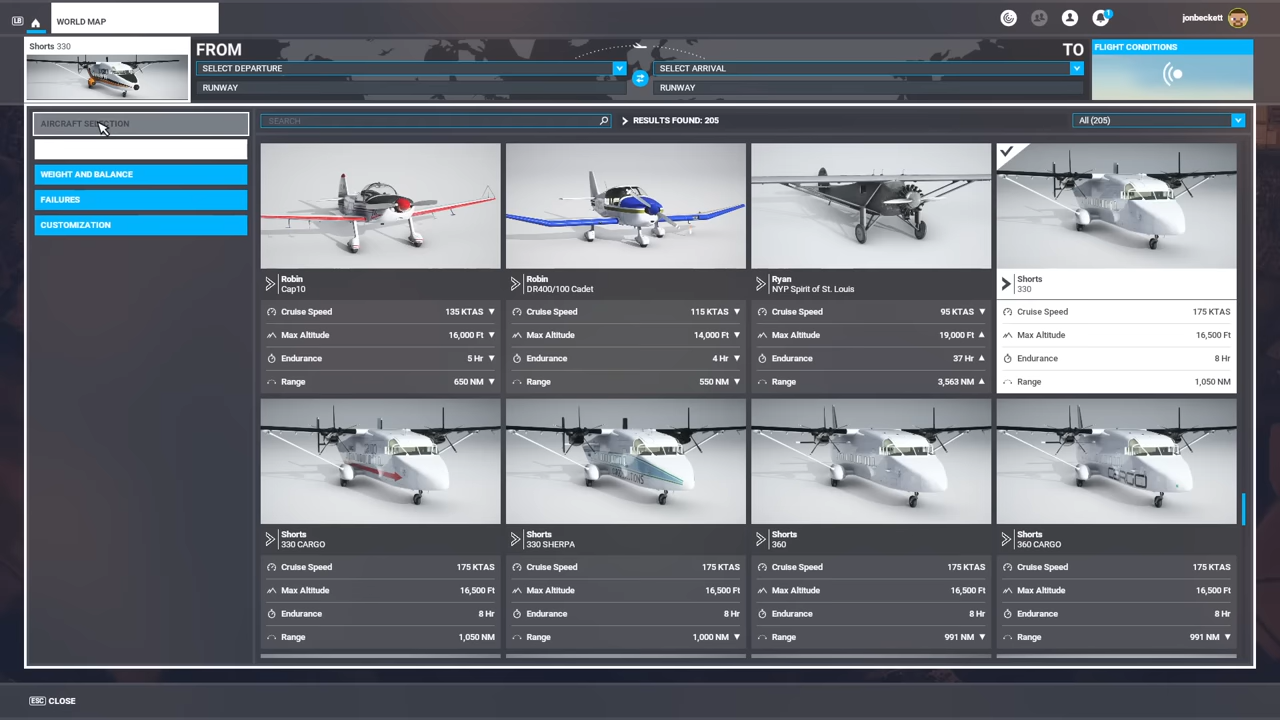 LB
WORLD MAP
1
jonbeckett
Shorts 330
FROM
TO
SELECT DEPARTURE
SELECT ARRIVAL
RUNWAY
RUNWAY
FLIGHT CONDITIONS
AIRCRAFT SELECTION
WEIGHT AND BALANCE
FAILURES
CUSTOMIZATION
SEARCH
RESULTS FOUND: 205
All (205)
Robin
Cap10
Cruise Speed 135 KTAS
Max Altitude 16,000 Ft
Endurance 5 Hr
Range 650 NM
Robin
DR400/100 Cadet
Cruise Speed 115 KTAS
Max Altitude 14,000 Ft
Endurance 4 Hr
Range 550 NM
Ryan
NYP Spirit of St. Louis
Cruise Speed 95 KTAS
Max Altitude 19,000 Ft
Endurance 37 Hr
Range 3,563 NM
Shorts
330
Cruise Speed 175 KTAS
Max Altitude 16,500 Ft
Endurance 8 Hr
Range 1,050 NM
Shorts
330 CARGO
Cruise Speed 175 KTAS
Max Altitude 16,500 Ft
Endurance 8 Hr
Range 1,050 NM
Shorts
330 SHERPA
Cruise Speed 175 KTAS
Max Altitude 16,500 Ft
Endurance 8 Hr
Range 1,000 NM
Shorts
360
Cruise Speed 175 KTAS
Max Altitude 16,500 Ft
Endurance 8 Hr
Range 991 NM
Shorts
360 CARGO
Cruise Speed 175 KTAS
Max Altitude 16,500 Ft
Endurance 8 Hr
Range 991 NM
ESC CLOSE